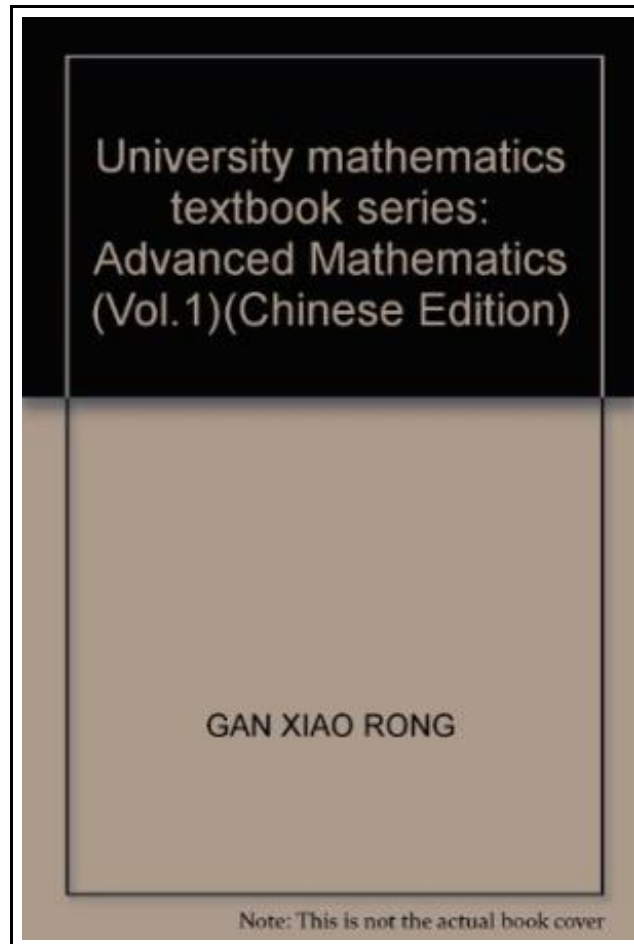 University mathematics
textbook series:
Advanced Mathematics
(Vol.1)(Chinese Edition)
GAN XIAO RONG
Note: This is not the actual book cover